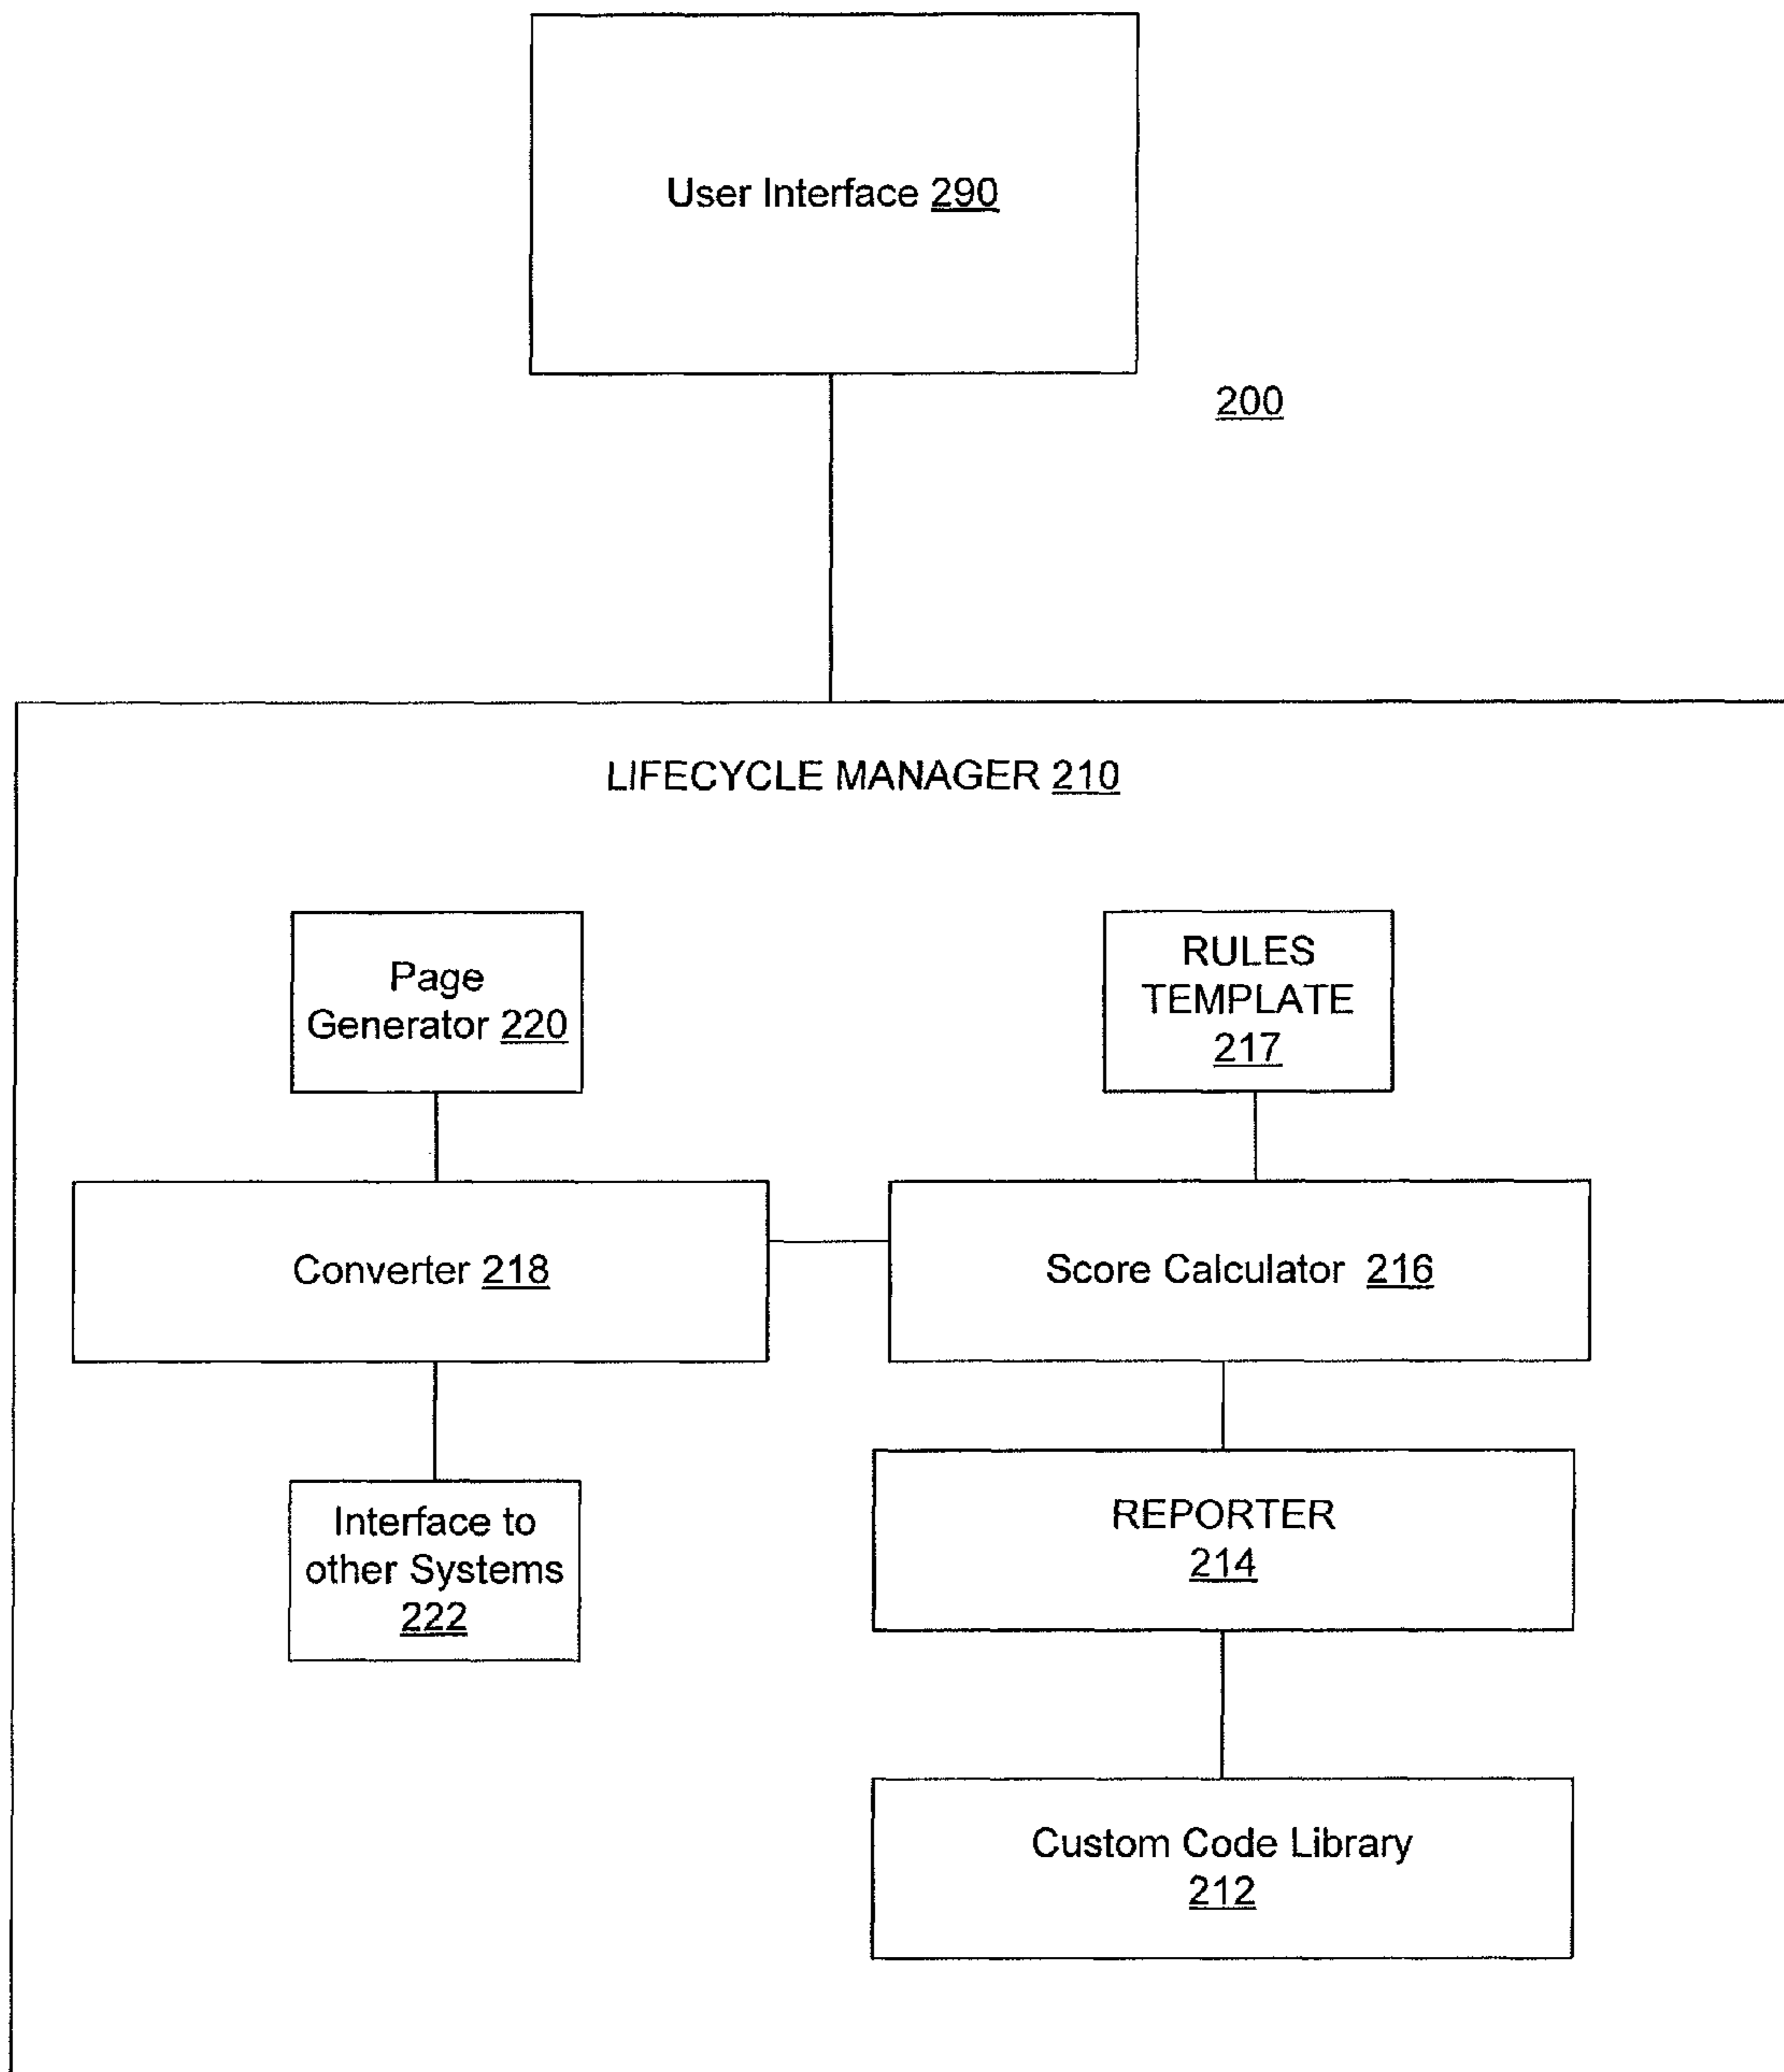 User Interface 290
200
LIFECYCLE MANAGER 210
Page
Generator 220
RULES
TEMPLATE
217
Converter 218
Score Calculator 216
Interface to
other Systems
222
REPORTER
214
Custom Code Library
212